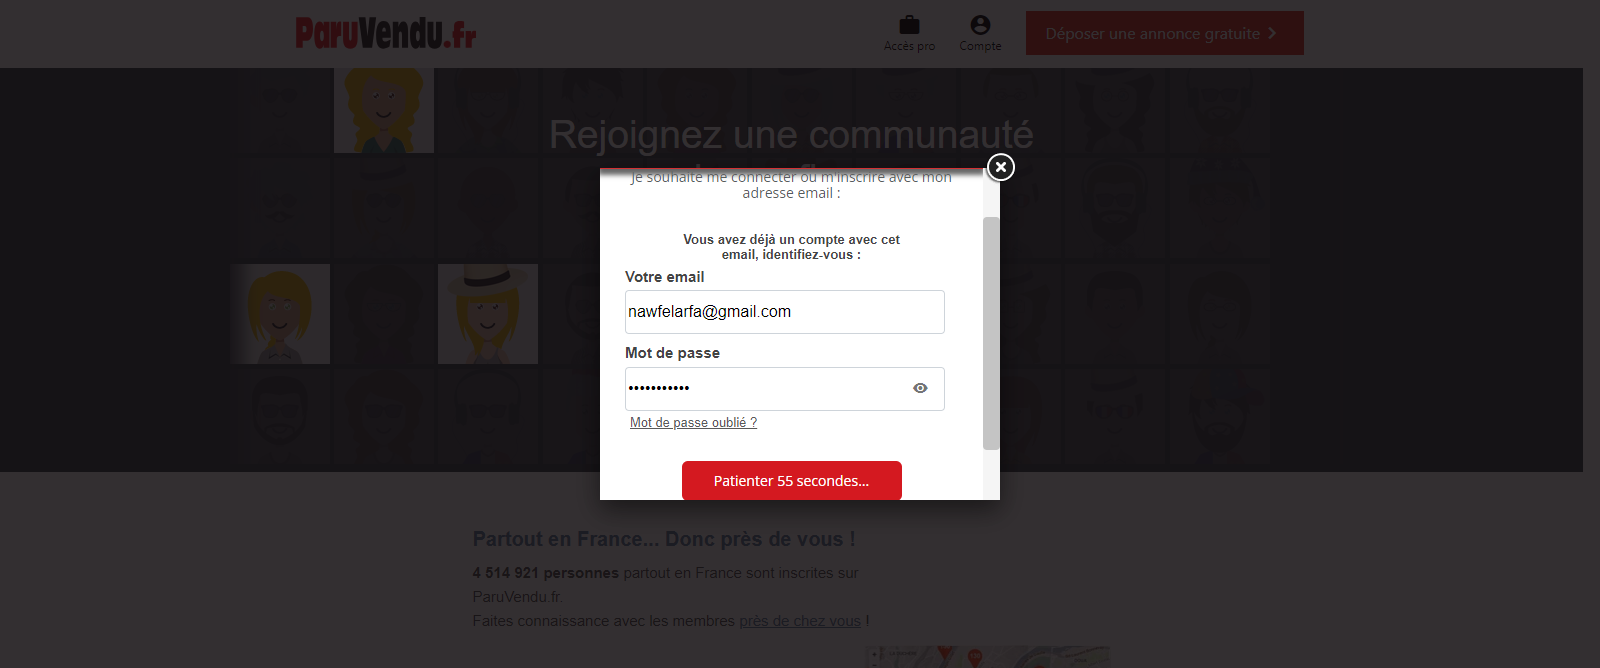 ParuVendu.fr
Accès pro
Compte
Déposer une annonce gratuite
Rejoignez une communauté
Je souhaite me connecter ou m'inscrire avec mon
adresse email :
Vous avez déjà un compte avec cet
email, identifiez-vous :
Votre email
nawfelarfa@gmail.com
Mot de passe
•••••••••••
Mot de passe oublié ?
Patienter 55 secondes...
Partout en France... Donc près de vous !
4 514 921 personnes partout en France sont inscrites sur
ParuVendu.fr.
Faites connaissance avec les membres près de chez vous !